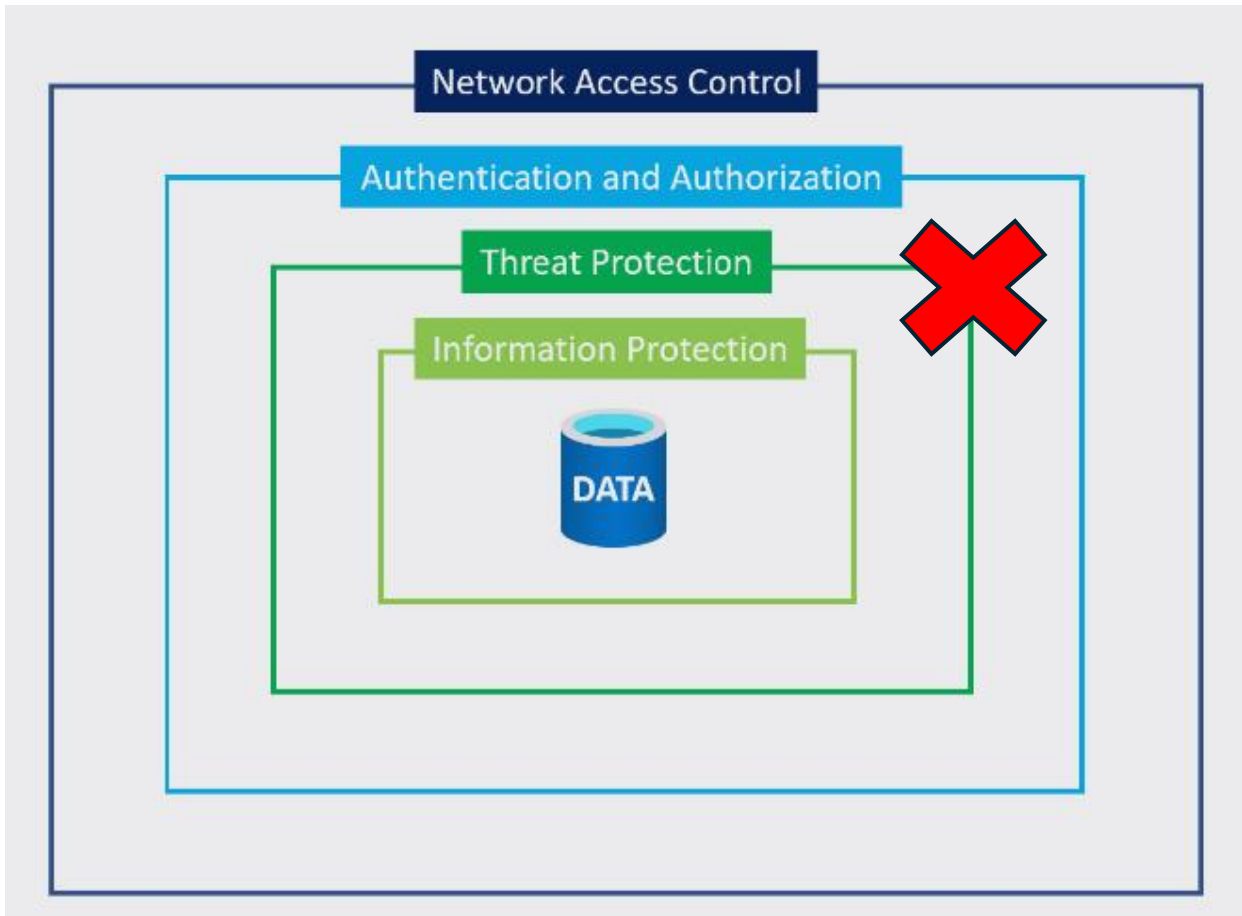 Network Access Control
Authentication and Authorization
Threat Protection
Information Protection
DATA